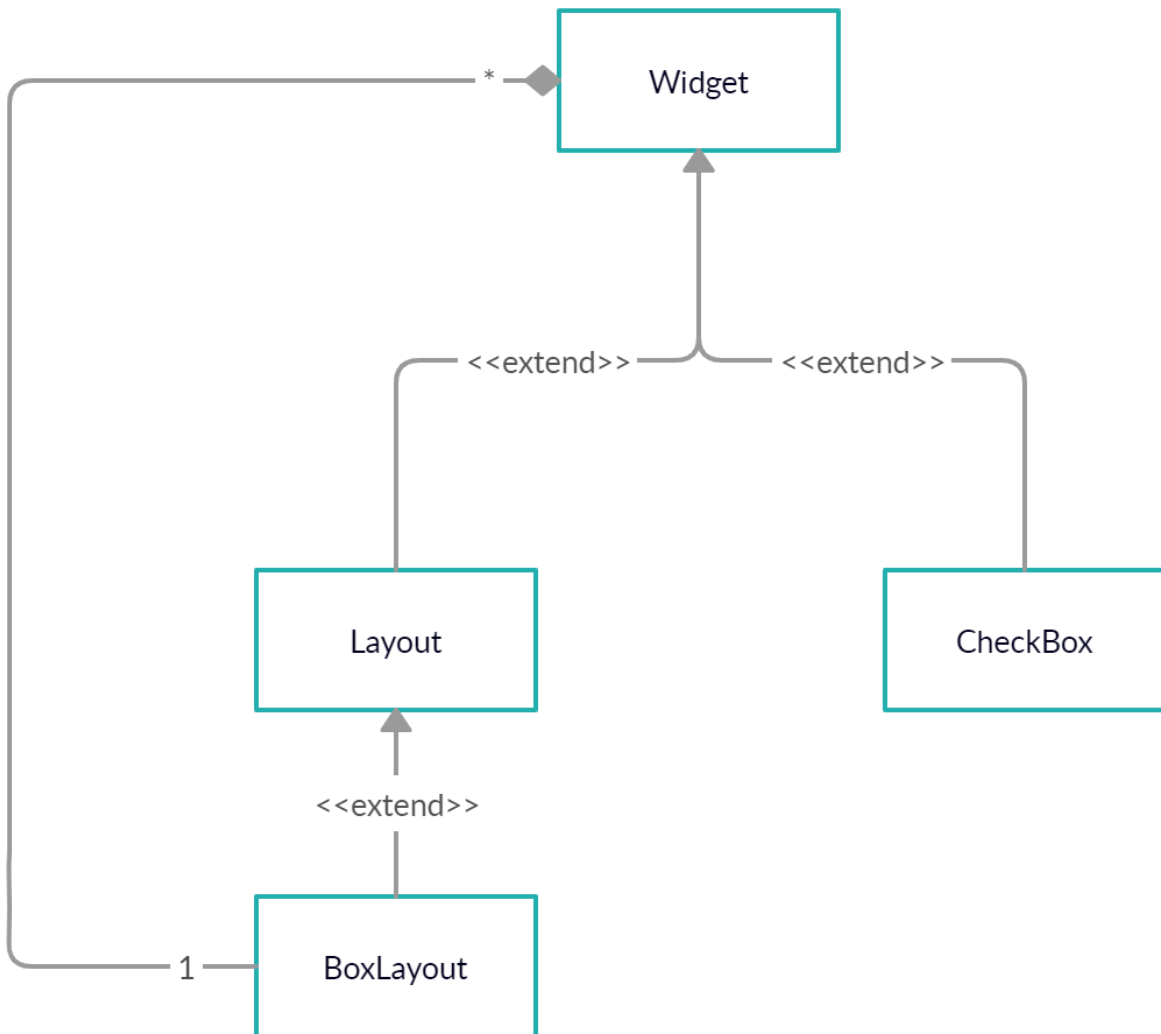 *
Widget
<<extend>>
<<extend>>
Layout
CheckBox
<<extend>>
1
BoxLayout